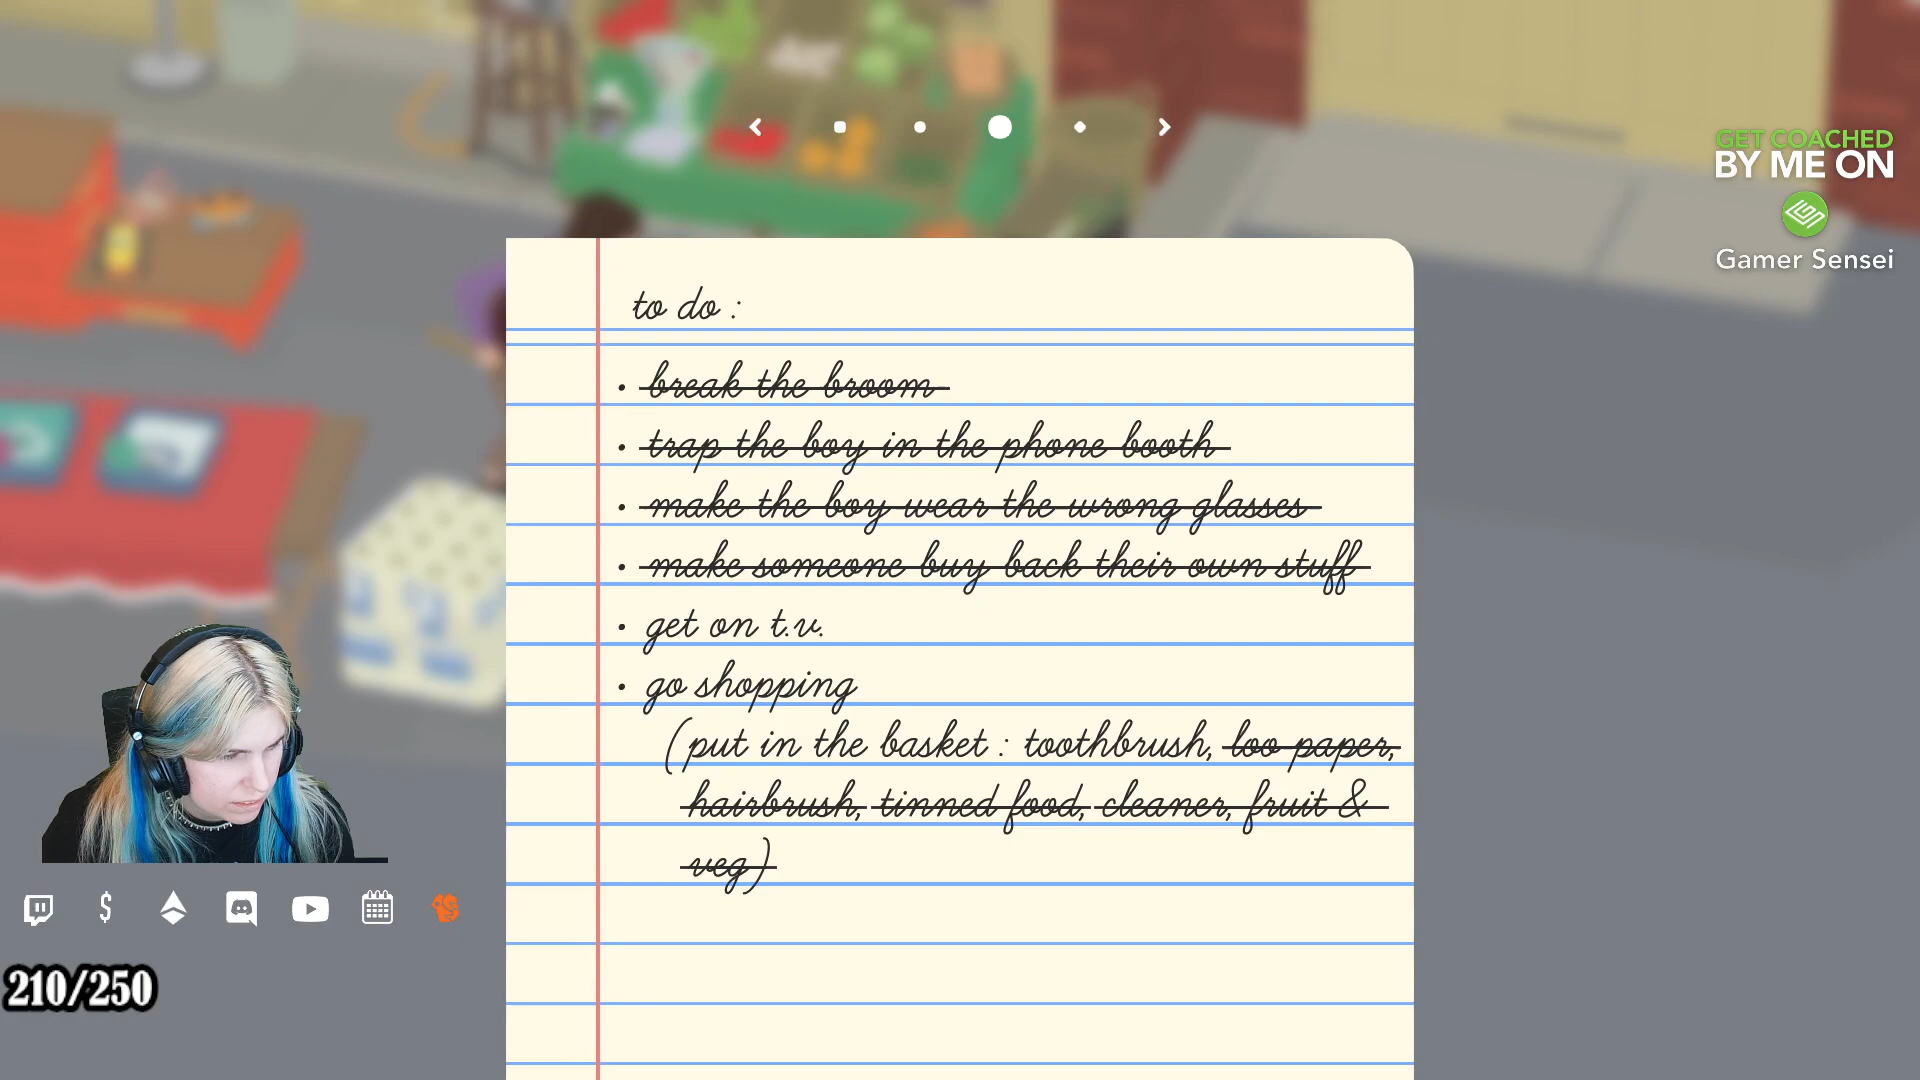 GET COACHED
BY ME ON
Gamer Sensei
to do :
• break the broom
• trap the boy in the phone booth
• make the boy wear the wrong glasses
• make someone buy back their own stuff
• get on t.v.
• go shopping
(put in the basket : toothbrush, loo paper,
hairbrush, tinned food, cleaner, fruit &
veg)
210/250